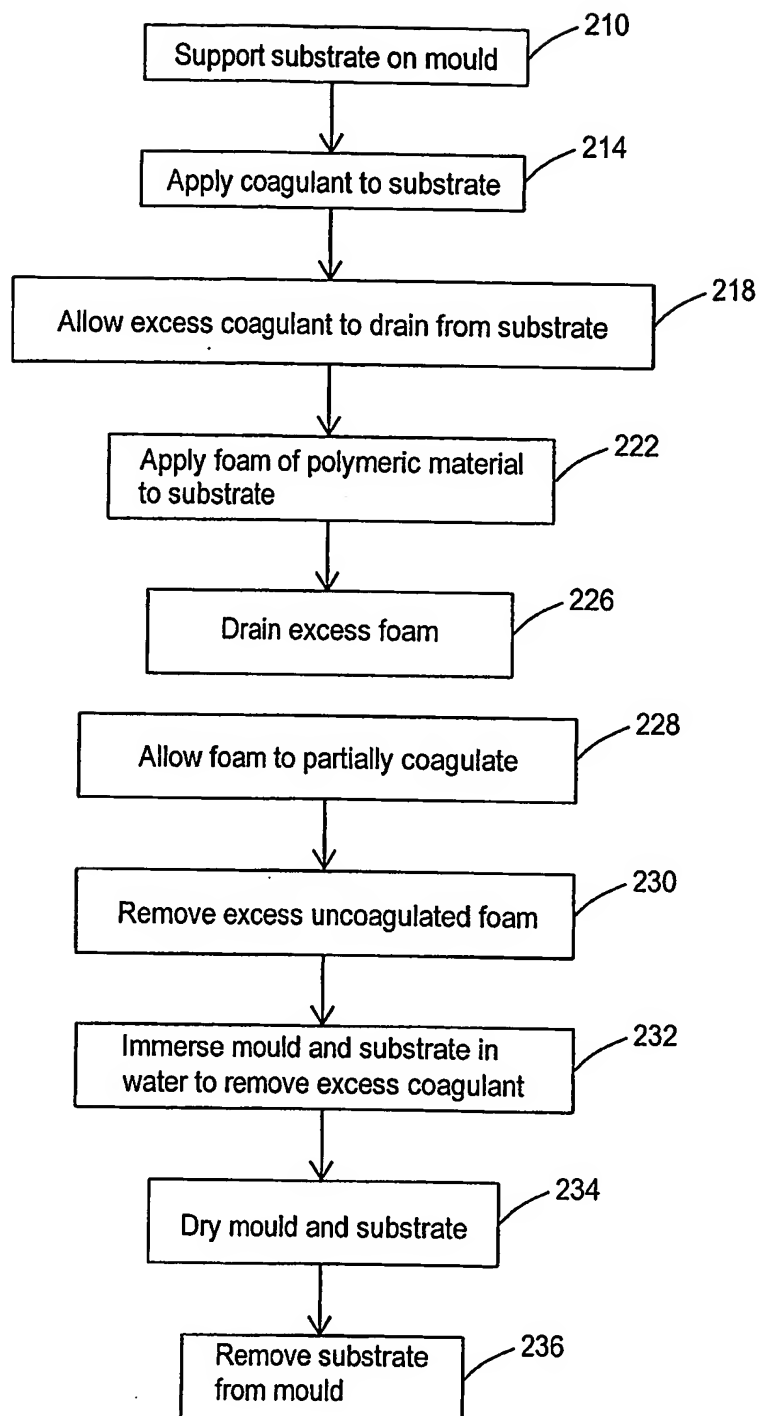 210
Support substrate on mould
214
Apply coagulant to substrate
218
Allow excess coagulant to drain from substrate
222
Apply foam of polymeric material
to substrate
226
Drain excess foam
228
Allow foam to partially coagulate
230
Remove excess uncoagulated foam
232
Immerse mould and substrate in
water to remove excess coagulant
234
Dry mould and substrate
236
Remove substrate
from mould